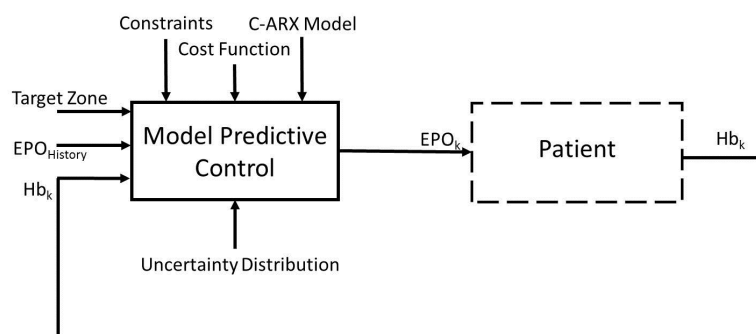 Constraints
C-ARX Model
Cost Function
Target Zone
EPO_History
Hb_k
Model Predictive
Control
EPO_k
Patient
Hb_k
Uncertainty Distribution